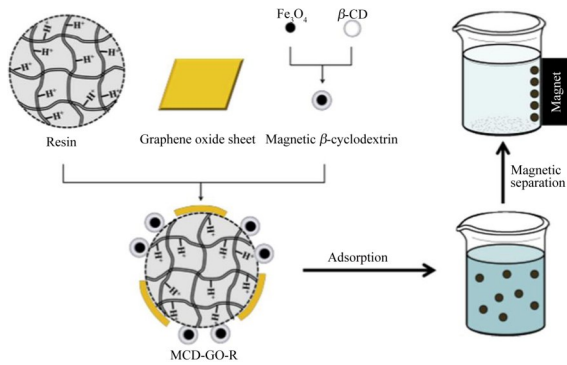 Fe₃O₄
β-CD
H⁺
H⁺
H⁺
H⁺
H⁺
H⁺
H⁺
H⁺
Resin
Graphene oxide sheet
Magnetic β-cyclodextrin
Magnet
Magnetic
separation
H⁺
H⁺
H⁺
H⁺
H⁺
H⁺
H⁺
H⁺
Adsorption
MCD-GO-R